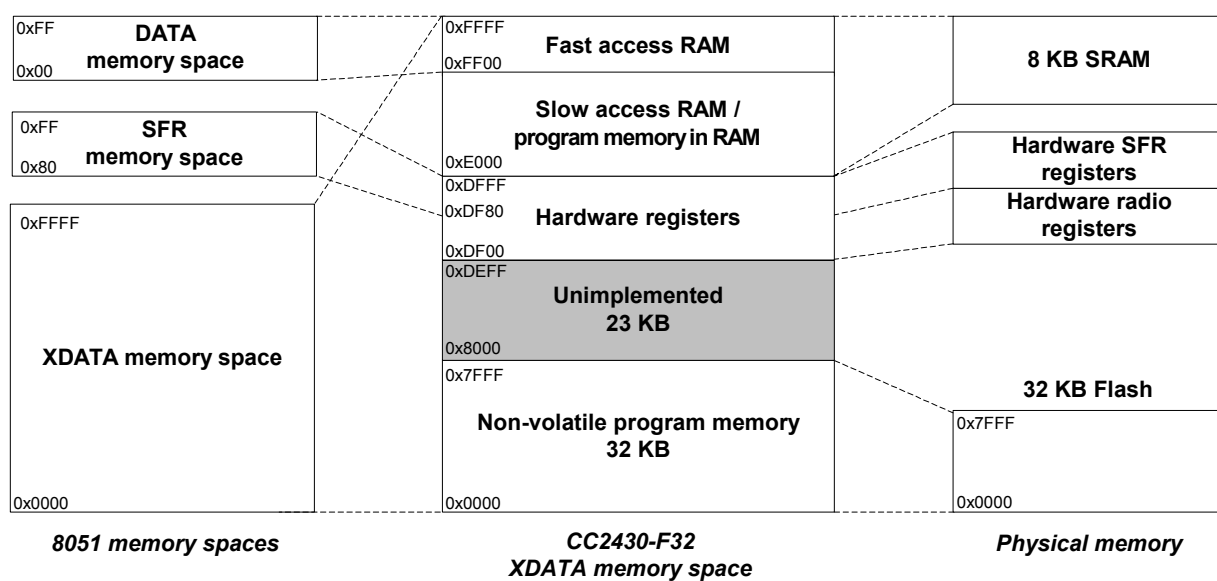 0xFF
DATA
memory space
0x00
0xFF
SFR
memory space
0x80
0xFFFF
XDATA memory space
0x0000
8051 memory spaces
0xFFFF
Fast access RAM
0xFF00
Slow access RAM /
program memory in RAM
0xE000
0xDFFF
0xDF80
Hardware registers
0xDF00
0xDEFF
Unimplemented
23 KB
0x8000
0x7FFF
Non-volatile program memory
32 KB
0x0000
CC2430-F32
XDATA memory space
8 KB SRAM
Hardware SFR
registers
Hardware radio
registers
32 KB Flash
0x7FFF
0x0000
Physical memory